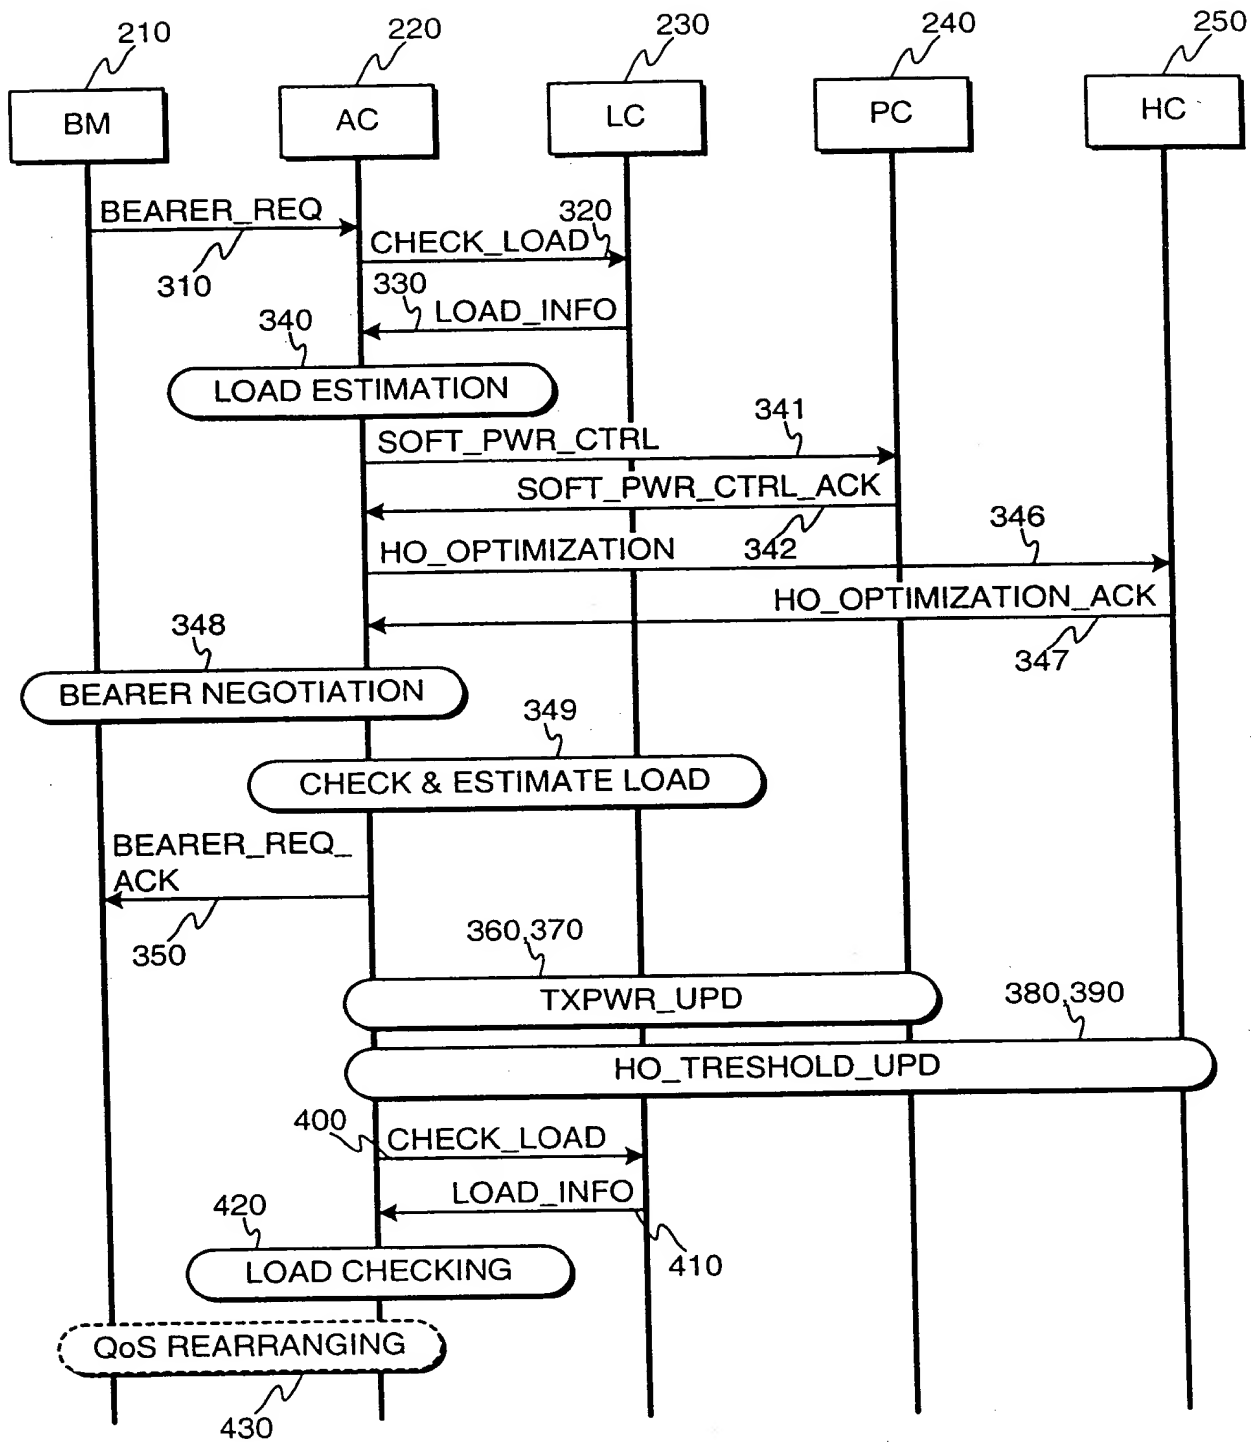 210
220
230
240
250
BM
AC
LC
PC
HC
BEARER_REQ
310
320
CHECK_LOAD
330
LOAD_INFO
340
LOAD ESTIMATION
341
SOFT_PWR_CTRL
SOFT_PWR_CTRL_ACK
342
346
HO_OPTIMIZATION
HO_OPTIMIZATION_ACK
347
348
BEARER NEGOTIATION
349
CHECK & ESTIMATE LOAD
BEARER_REQ_
ACK
350
360,370
TXPWR_UPD
380,390
HO_TRESHOLD_UPD
400
CHECK_LOAD
LOAD_INFO
410
420
LOAD CHECKING
QoS REARRANGING
430